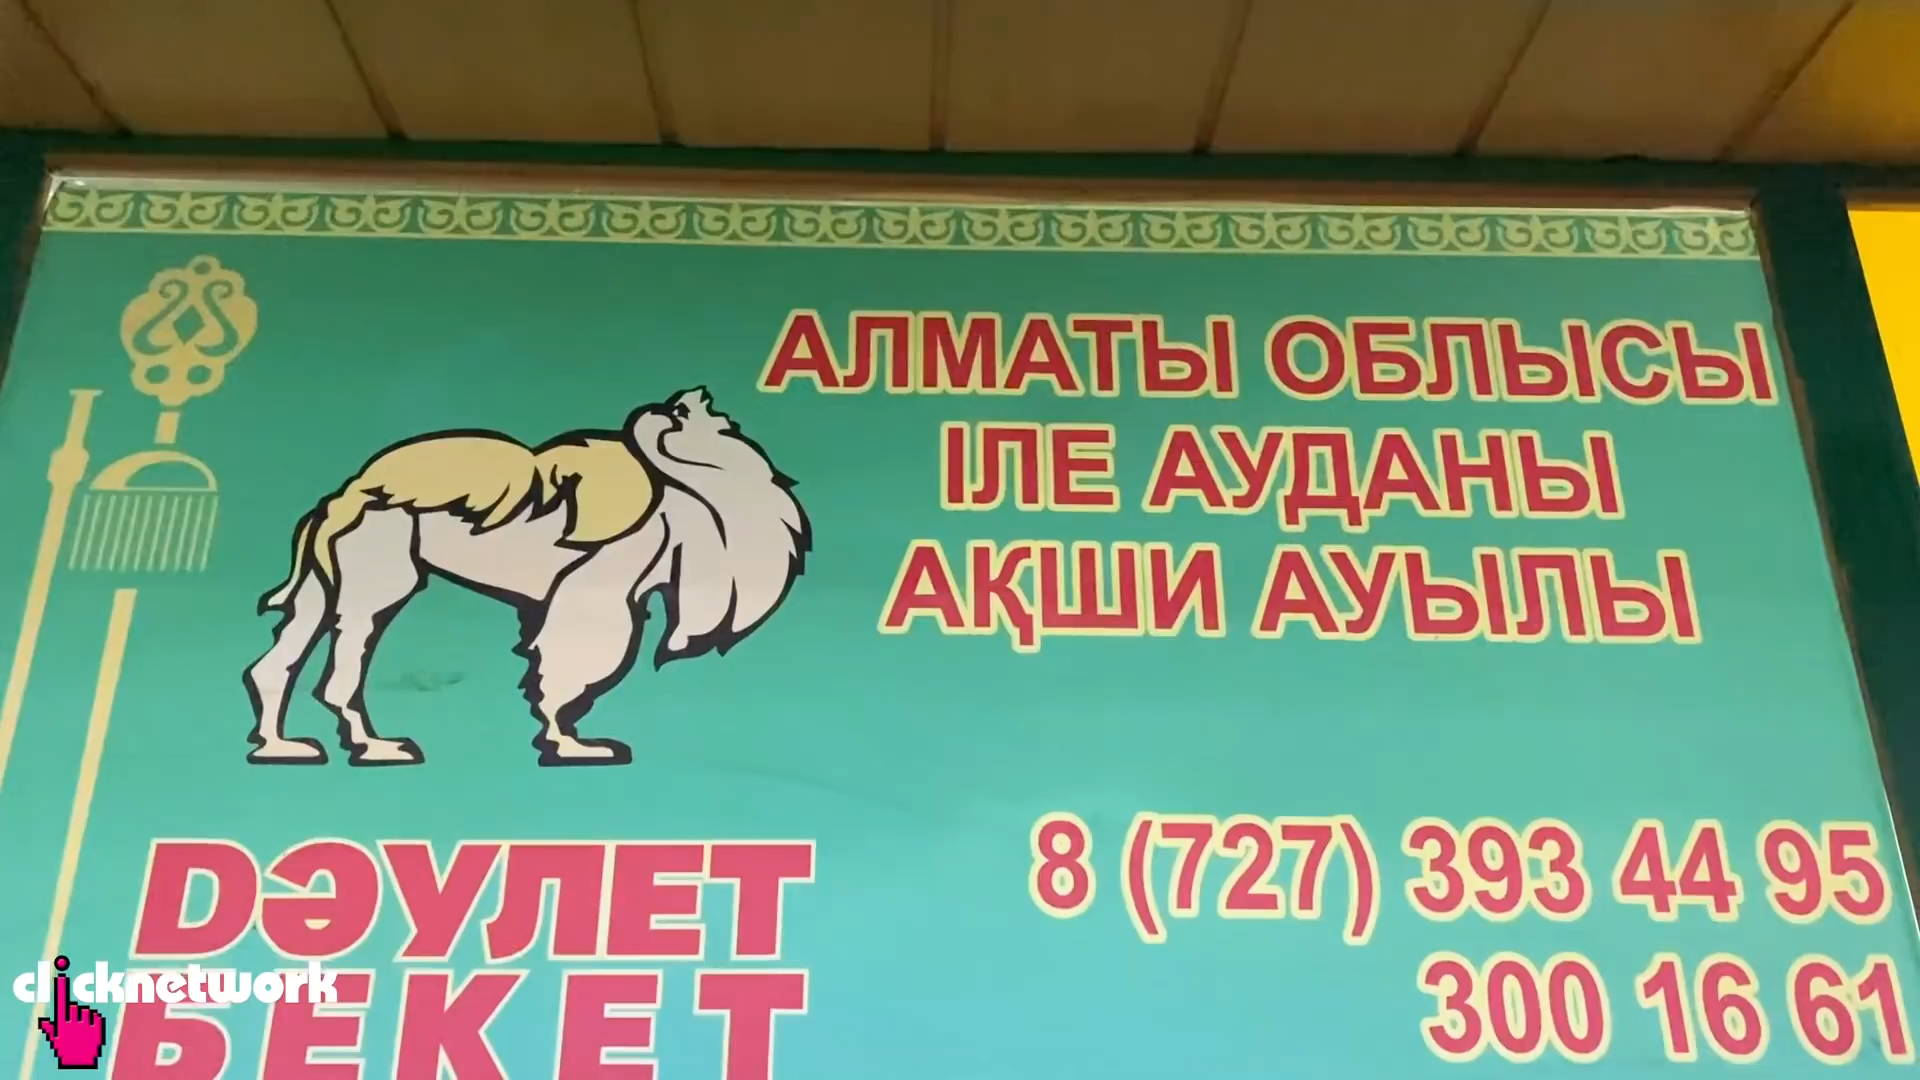 АЛМАТЫ ОБЛЫСЫ
ІЛЕ АУДАНЫ
АҚШИ АУЫЛЫ
8 (727) 393 44 95
300 16 61
DӘУЛЕТ
БЕКЕТ
clicknetwork